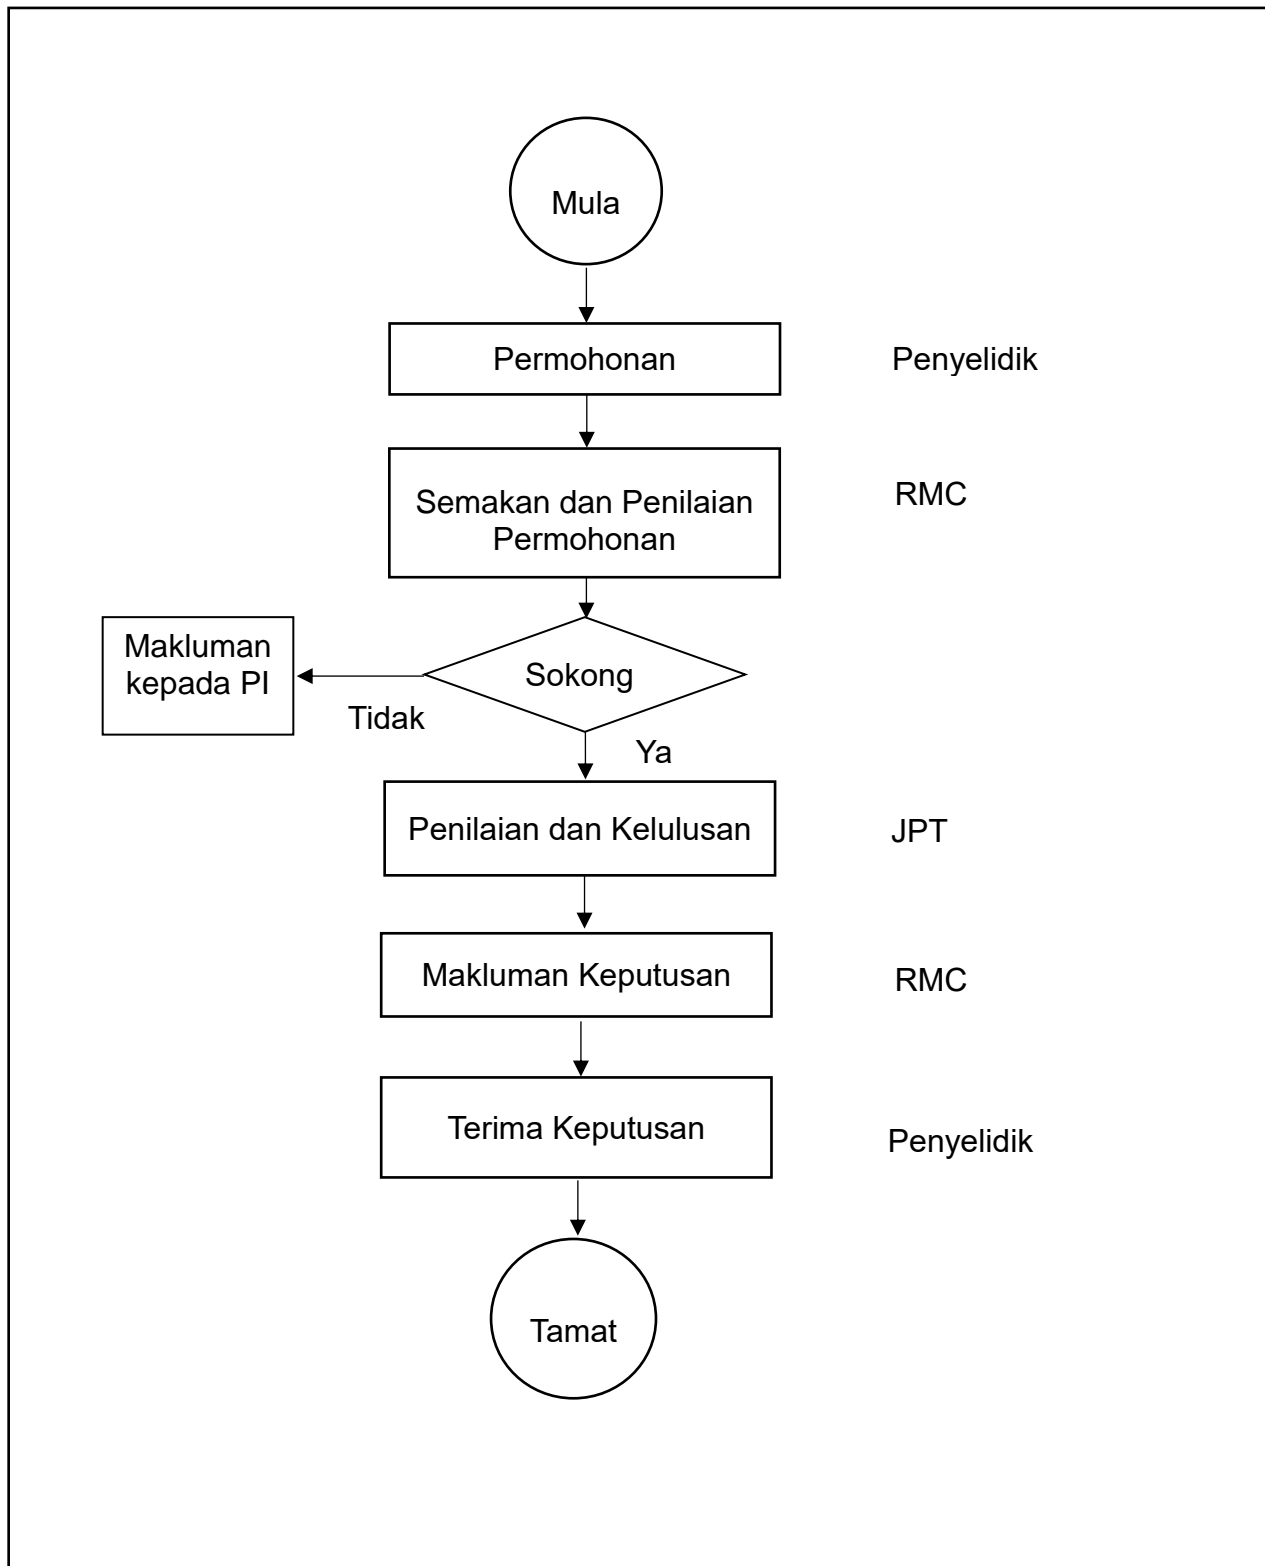 Mula
Permohonan
Penyelidik
Semakan dan Penilaian
Permohonan
RMC
Makluman
kepada PI
Sokong
Tidak
Ya
Penilaian dan Kelulusan
JPT
Makluman Keputusan
RMC
Terima Keputusan
Penyelidik
Tamat